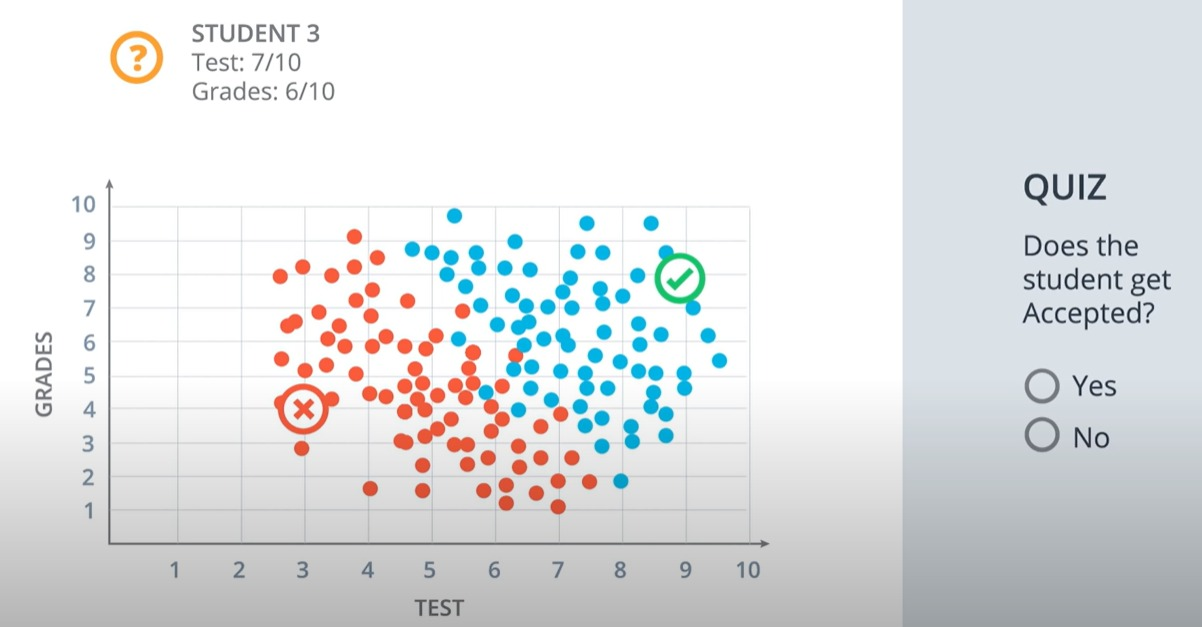 ?
STUDENT 3
Test: 7/10
Grades: 6/10
QUIZ
Does the
student get
Accepted?
Yes
No
GRADES
10
9
8
7
6
5
4
3
2
1
1 2 3 4 5 6 7 8 9 10
TEST